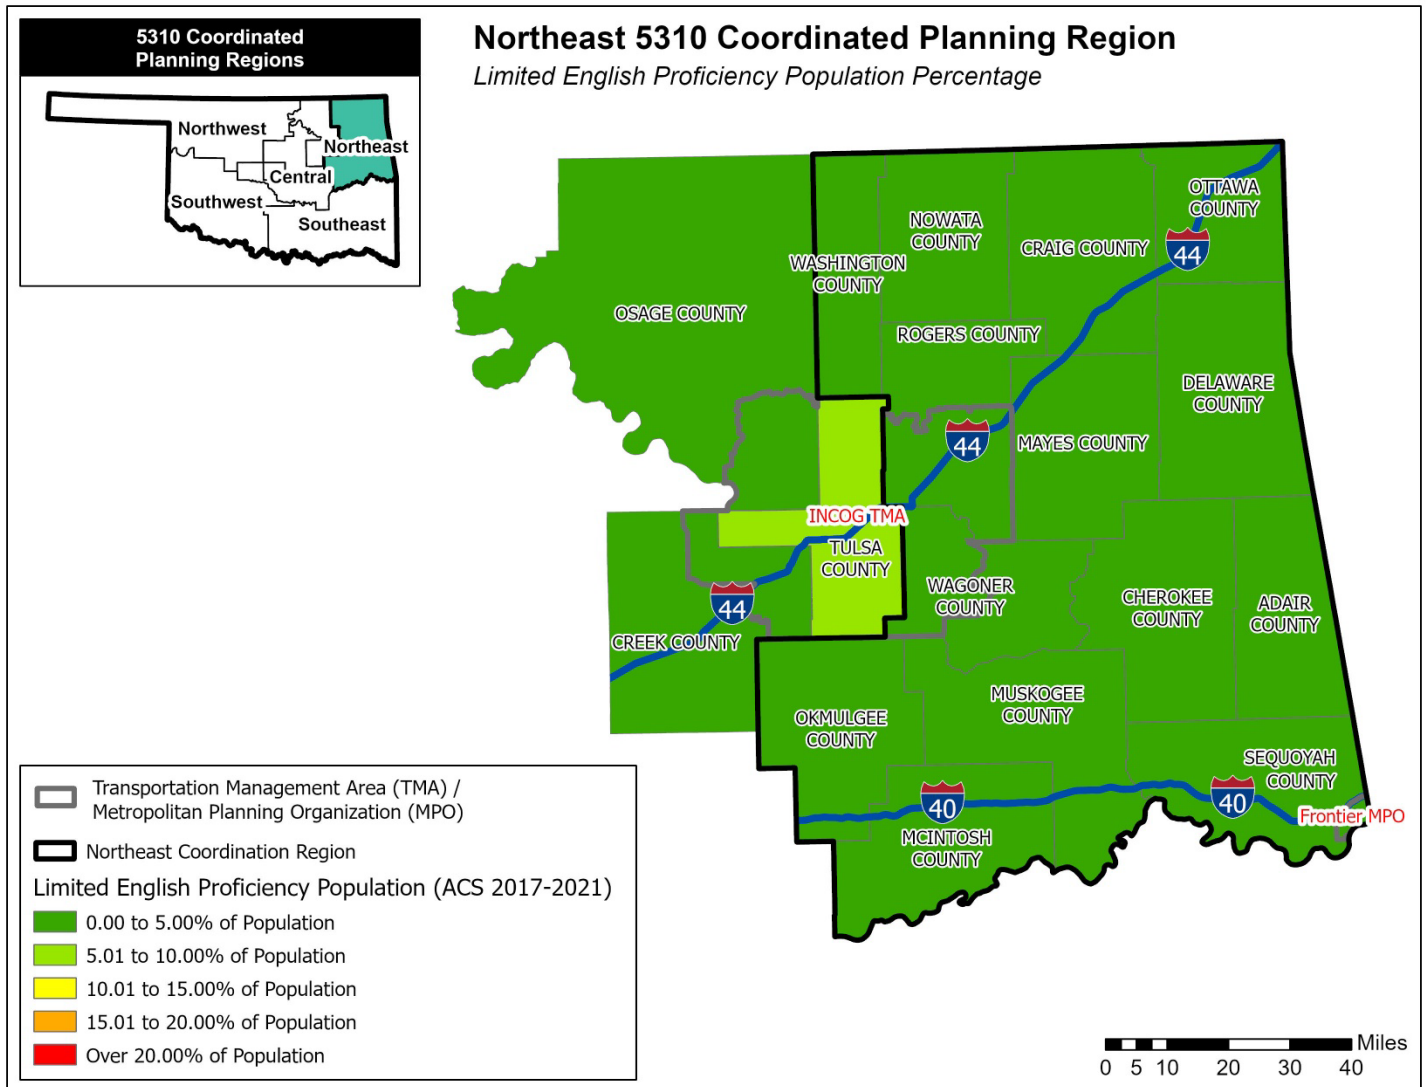 5310 Coordinated
Planning Regions
Northwest
Northeast
Central
Southwest
Southeast
Northeast 5310 Coordinated Planning Region
Limited English Proficiency Population Percentage
OTTAWA
COUNTY
NOWATA
COUNTY
CRAIG COUNTY
44
WASHINGTON
COUNTY
OSAGE COUNTY
ROGERS COUNTY
DELAWARE
COUNTY
44
MAYES COUNTY
INCOG TMA
TULSA
COUNTY
WAGONER
COUNTY
CHEROKEE
COUNTY
ADAIR
COUNTY
44
CREEK COUNTY
MUSKOGEE
COUNTY
OKMULGEE
COUNTY
SEQUOYAH
COUNTY
40
40
Frontier MPO
MCINTOSH
COUNTY
Transportation Management Area (TMA) /
Metropolitan Planning Organization (MPO)
Northeast Coordination Region
Limited English Proficiency Population (ACS 2017-2021)
0.00 to 5.00% of Population
5.01 to 10.00% of Population
10.01 to 15.00% of Population
15.01 to 20.00% of Population
Over 20.00% of Population
Miles
0 5 10 20 30 40